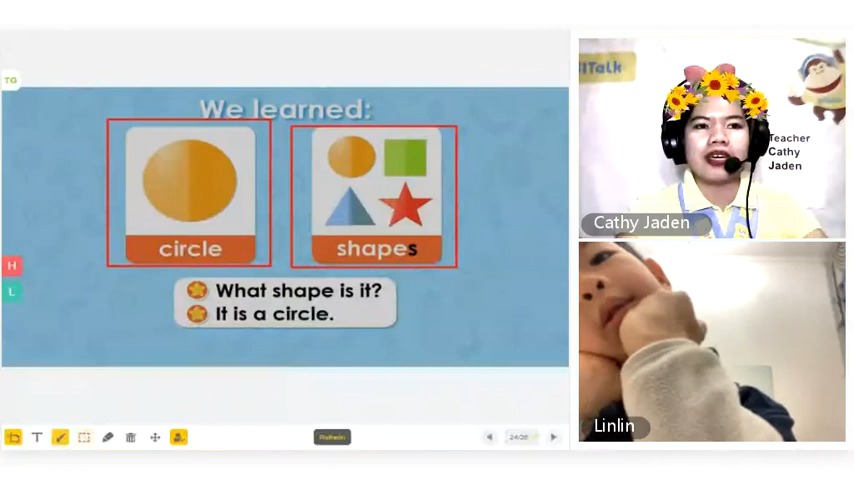 TG
We learned:
circle
shapes
What shape is it?
It is a circle.
H
L
T
24/28
Teacher
Cathy
Jaden
Cathy Jaden
Linlin